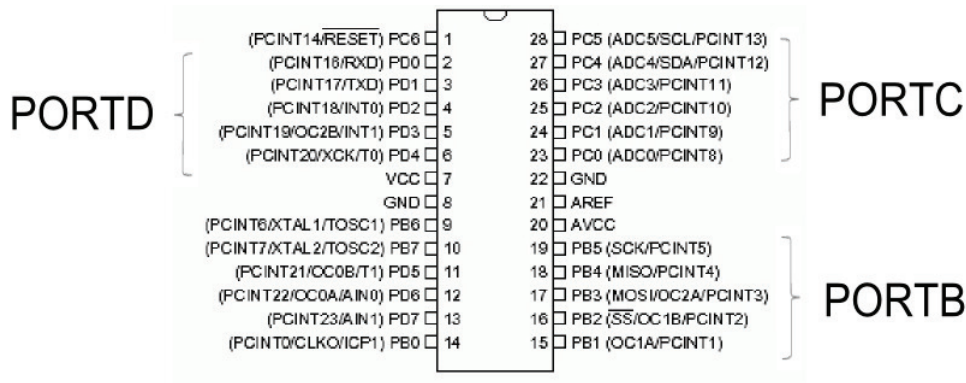 PORTD
(PCINT14/RESET) PC6 1
(PCINT16/RXD) PD0 2
(PCINT17/TXD) PD1 3
(PCINT18/INT0) PD2 4
(PCINT19/OC2B/INT1) PD3 5
(PCINT20/XCK/T0) PD4 6
VCC 7
GND 8
(PCINT6/XTAL1/TOSC1) PB6 9
(PCINT7/XTAL2/TOSC2) PB7 10
(PCINT21/OC0B/T1) PD5 11
(PCINT22/OC0A/AIN0) PD6 12
(PCINT23/AIN1) PD7 13
(PCINT0/CLKO/ICP1) PB0 14
28 PC5 (ADC5/SCL/PCINT13)
27 PC4 (ADC4/SDA/PCINT12)
26 PC3 (ADC3/PCINT11)
25 PC2 (ADC2/PCINT10)
24 PC1 (ADC1/PCINT9)
23 PC0 (ADC0/PCINT8)
22 GND
21 AREF
20 AVCC
19 PB5 (SCK/PCINT5)
18 PB4 (MISO/PCINT4)
17 PB3 (MOSI/OC2A/PCINT3)
16 PB2 (SS/OC1B/PCINT2)
15 PB1 (OC1A/PCINT1)
PORTC
PORTB